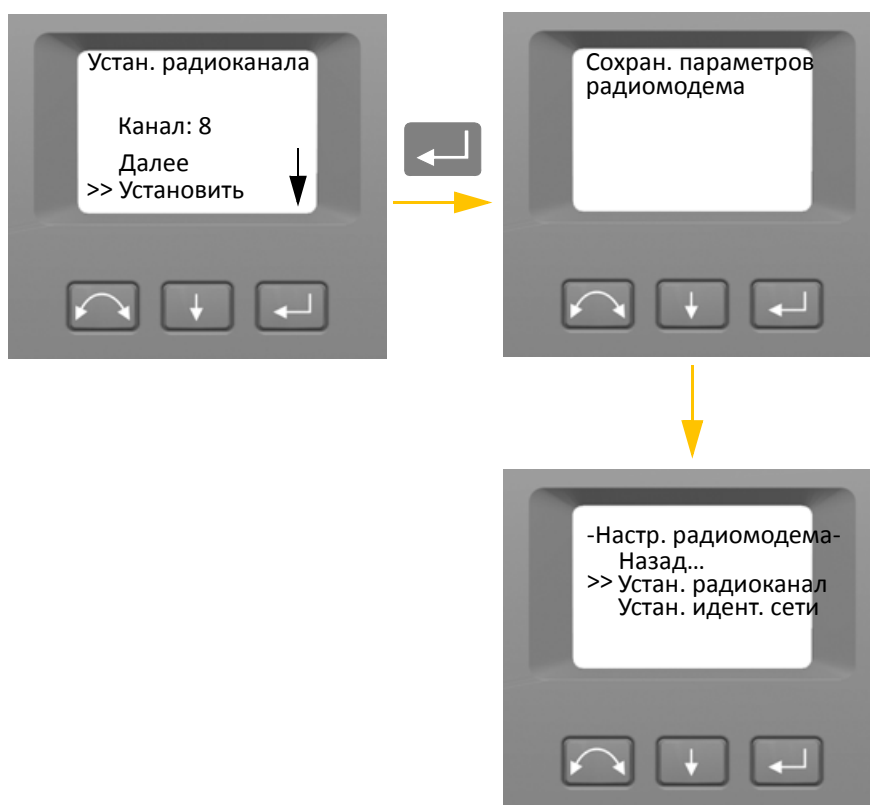 Устан. радиоканала
Канал: 8
Далее
>> Установить
Сохран. параметров
радиомодема
-Настр. радиомодема-
Назад...
>> Устан. радиоканал
Устан. идент. сети